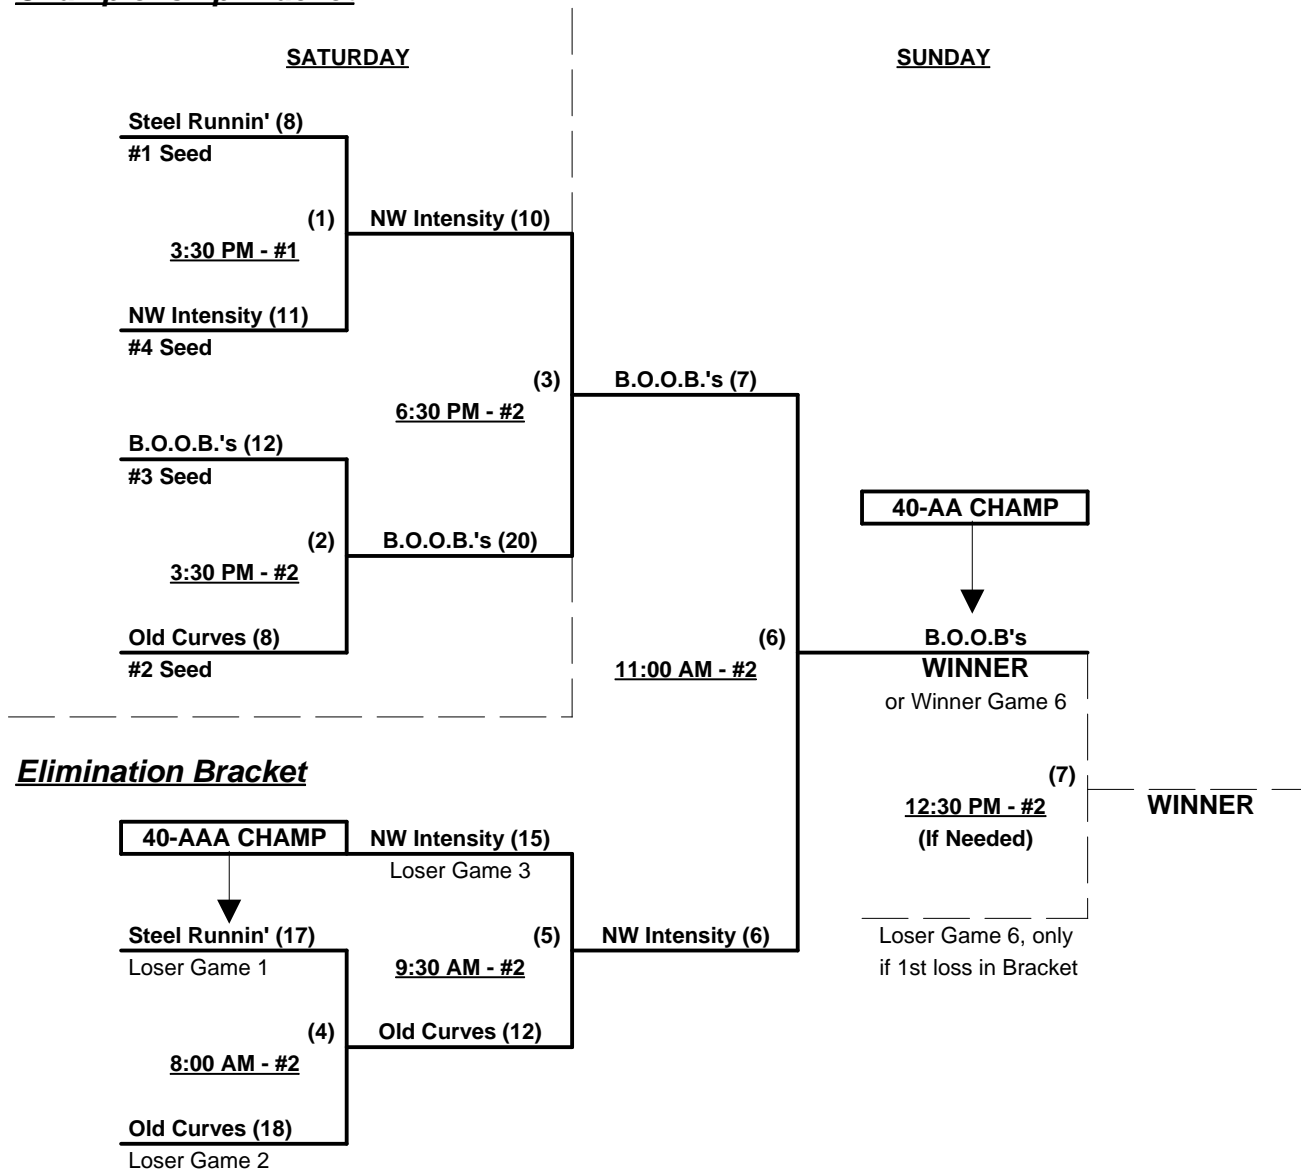 SATURDAY
SUNDAY
Steel Runnin' (8)
#1 Seed
(1)
3:30 PM - #1
NW Intensity (10)
NW Intensity (11)
#4 Seed
(3)
6:30 PM - #2
B.O.O.B.'s (7)
B.O.O.B.'s (12)
#3 Seed
(2)
3:30 PM - #2
B.O.O.B.'s (20)
Old Curves (8)
#2 Seed
40-AA CHAMP
(6)
11:00 AM - #2
B.O.O.B's
WINNER
or Winner Game 6
(7)
12:30 PM - #2
(If Needed)
WINNER
Loser Game 6, only
if 1st loss in Bracket
Elimination Bracket
40-AAA CHAMP
NW Intensity (15)
Loser Game 3
Steel Runnin' (17)
Loser Game 1
(5)
9:30 AM - #2
NW Intensity (6)
(4)
8:00 AM - #2
Old Curves (12)
Old Curves (18)
Loser Game 2